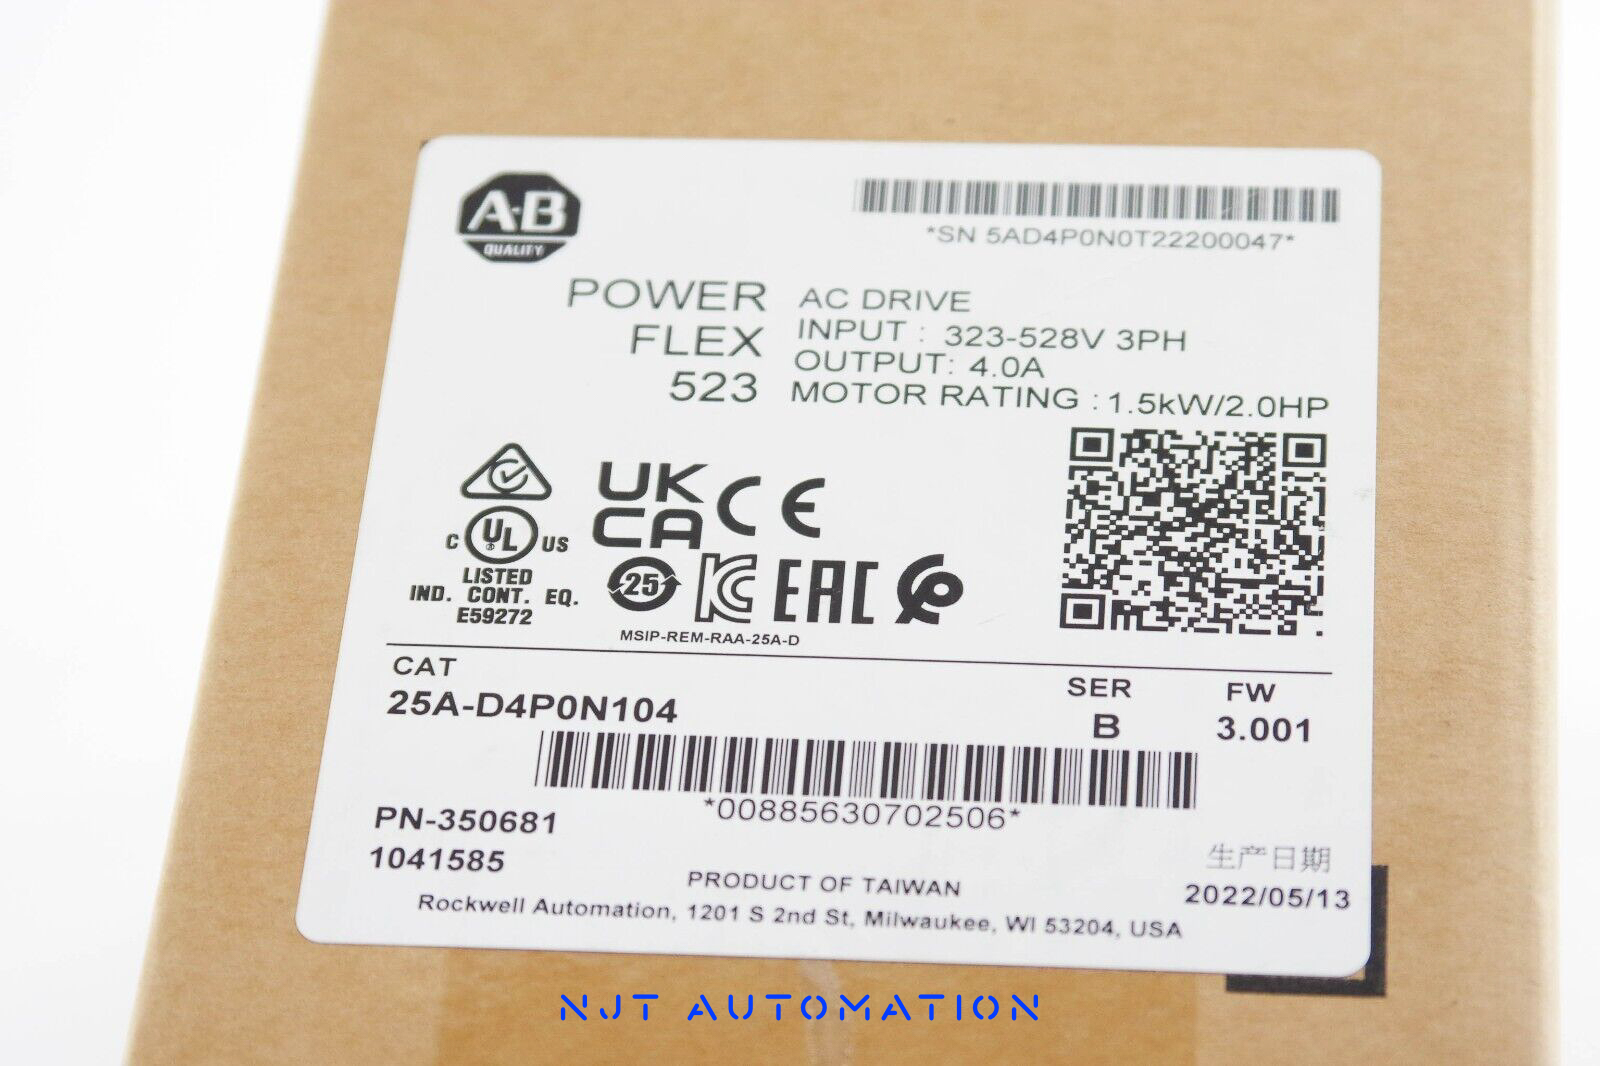 A-B
QUALITY
*SN 5AD4P0N0T22200047*
POWER
FLEX
523
AC DRIVE
INPUT : 323-528V 3PH
OUTPUT: 4.0A
MOTOR RATING : 1.5kW/2.0HP
UK
CA
CE
C UL US
LISTED
IND. CONT. EQ.
E59272
25
KC
EAC
MSIP-REM-RAA-25A-D
CAT
25A-D4P0N104
SER
B
FW
3.001
*00885630702506*
PN-350681
1041585
生产日期
2022/05/13
PRODUCT OF TAIWAN
Rockwell Automation, 1201 S 2nd St, Milwaukee, WI 53204, USA
NJT AUTOMATION